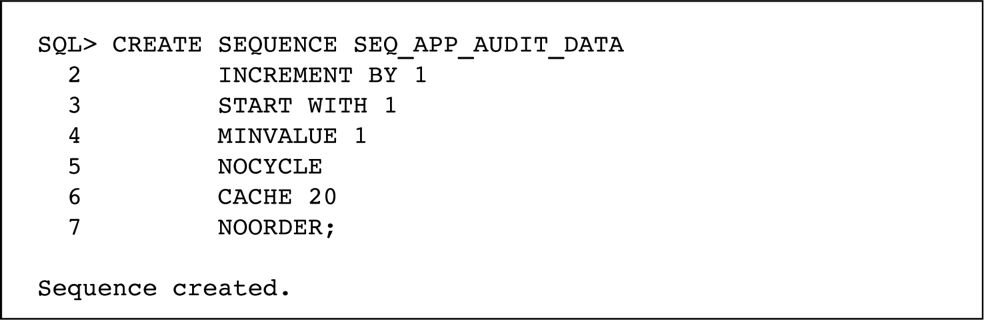 SQL> CREATE SEQUENCE SEQ_APP_AUDIT_DATA
2 INCREMENT BY 1
3 START WITH 1
4 MINVALUE 1
5 NOCYCLE
6 CACHE 20
7 NOORDER;
Sequence created.